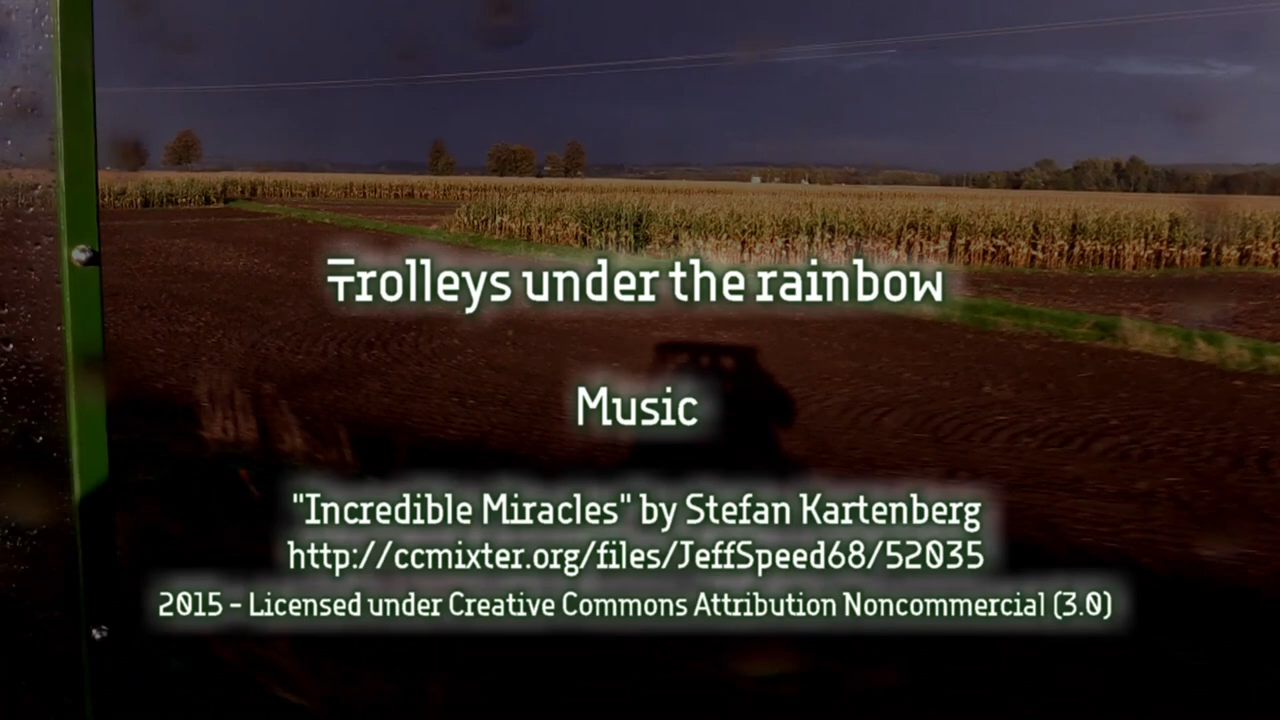 Trolleys under the rainbow
Music
"Incredible Miracles" by Stefan Kartenberg
http://ccmixter.org/files/JeffSpeed68/52035
2015 - Licensed under Creative Commons Attribution Noncommercial (3.0)